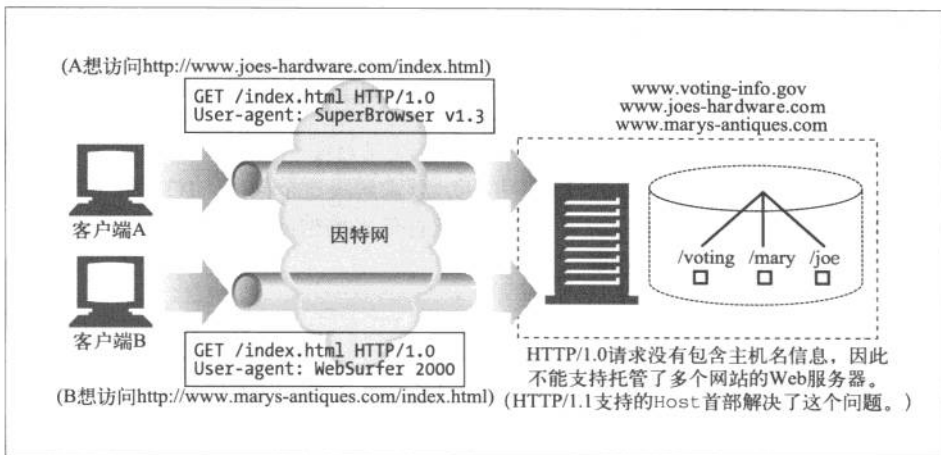 (A想访问http://www.joes-hardware.com/index.html)
GET /index.html HTTP/1.0
User-agent: SuperBrowser v1.3
www.voting-info.gov
www.joes-hardware.com
www.marys-antiques.com
客户端A
因特网
/voting /mary /joe
客户端B
GET /index.html HTTP/1.0
User-agent: WebSurfer 2000
(B想访问http://www.marys-antiques.com/index.html)
HTTP/1.0请求没有包含主机名信息，因此
不能支持托管了多个网站的Web服务器。
(HTTP/1.1支持的Host首部解决了这个问题。)